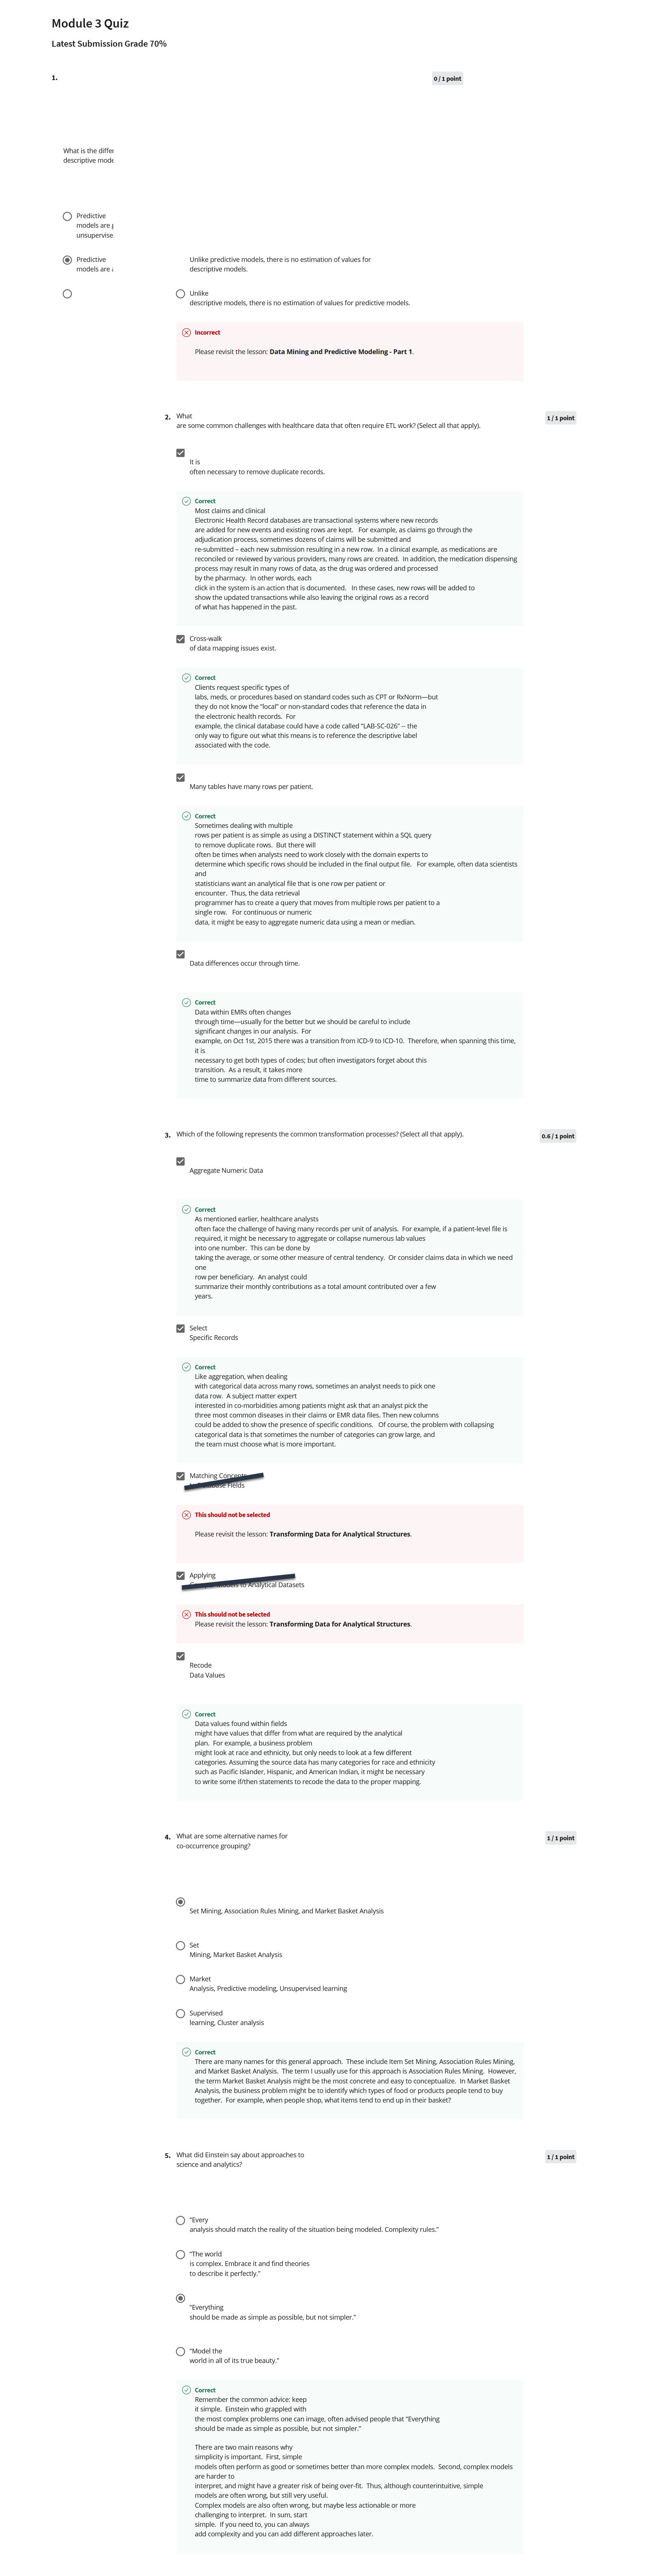 Module 3 Quiz
Latest Submission Grade 70%
1.
0 / 1 point
What is the differ
descriptive mode
Predictive
models are
unsupervise
Predictive
models are
Unlike predictive models, there is no estimation of values for
descriptive models.
Unlike
descriptive models, there is no estimation of values for predictive models.
Incorrect
Please revisit the lesson: Data Mining and Predictive Modeling - Part 1.
2. What
are some common challenges with healthcare data that often require ETL work? (Select all that apply).
1 / 1 point
It is
often necessary to remove duplicate records.
Correct
Most claims and clinical
Electronic Health Record databases are transactional systems where new records
are added for new events and existing rows are kept. For example, as claims go through the
adjudication process, sometimes dozens of claims will be submitted and
re-submitted – each new submission resulting in a new row. In a clinical example, as medications are
reconciled or reviewed by various providers, many rows are created. In addition, the medication dispensing
process may result in many rows of data, as the drug was ordered and processed
by the pharmacy. In other words, each
click in the system is an action that is documented. In these cases, new rows will be added to
show the updated transactions while also leaving the original rows as a record
of what has happened in the past.
Cross-walk
of data mapping issues exist.
Correct
Clients request specific types of
labs, meds, or procedures based on standard codes such as CPT or RxNorm—but
they do not know the “local” or non-standard codes that reference the data in
the electronic health records. For
example, the clinical database could have a code called “LAB-SC-026” -- the
only way to figure out what this means is to reference the descriptive label
associated with the code.
Many tables have many rows per patient.
Correct
Sometimes dealing with multiple
rows per patient is as simple as using a DISTINCT statement within a SQL query
to remove duplicate rows. But there will
often be times when analysts need to work closely with the domain experts to
determine which specific rows should be included in the final output file. For example, often data scientists
and
statisticians want an analytical file that is one row per patient or
encounter. Thus, the data retrieval
programmer has to create a query that moves from multiple rows per patient to a
single row. For continuous or numeric
data, it might be easy to aggregate numeric data using a mean or median.
Data differences occur through time.
Correct
Data within EMRs often changes
through time—usually for the better but we should be careful to include
significant changes in our analysis. For
example, on Oct 1st, 2015 there was a transition from ICD-9 to ICD-10. Therefore, when spanning this time,
it is
necessary to get both types of codes; but often investigators forget about this
transition. As a result, it takes more
time to summarize data from different sources.
3. Which of the following represents the common transformation processes? (Select all that apply).
0.6 / 1 point
Aggregate Numeric Data
Correct
As mentioned earlier, healthcare analysts
often face the challenge of having many records per unit of analysis. For example, if a patient-level file is
required, it might be necessary to aggregate or collapse numerous lab values
into one number. This can be done by
taking the average, or some other measure of central tendency. Or consider claims data in which we need
one
row per beneficiary. An analyst could
summarize their monthly contributions as a total amount contributed over a few
years.
Select
Specific Records
Correct
Like aggregation, when dealing
with categorical data across many rows, sometimes an analyst needs to pick one
data row. A subject matter expert
interested in co-morbidities among patients might ask that an analyst pick the
three most common diseases in their claims or EMR data files. Then new columns
could be added to show the presence of specific conditions. Of course, the problem with collapsing
categorical data is that sometimes the number of categories can grow large, and
the team must choose what is more important.
Matching Concepts
Fields
This should not be selected
Please revisit the lesson: Transforming Data for Analytical Structures.
Applying
to Analytical Datasets
This should not be selected
Please revisit the lesson: Transforming Data for Analytical Structures.
Recode
Data Values
Correct
Data values found within fields
might have values that differ from what are required by the analytical
plan. For example, a business problem
might look at race and ethnicity, but only needs to look at a few different
categories. Assuming the source data has many categories for race and ethnicity
such as Pacific Islander, Hispanic, and American Indian, it might be necessary
to write some if/then statements to recode the data to the proper mapping.
4. What are some alternative names for
co-occurrence grouping?
1 / 1 point
Set Mining, Association Rules Mining, and Market Basket Analysis
Set
Mining, Market Basket Analysis
Market
Analysis, Predictive modeling, Unsupervised learning
Supervised
learning, Cluster analysis
Correct
There are many names for this general approach. These include Item Set Mining, Association Rules Mining,
and Market Basket Analysis. The term I usually use for this approach is Association Rules Mining. However,
the term Market Basket Analysis might be the most concrete and easy to conceptualize. In Market Basket
Analysis, the business problem might be to identify which types of food or products people tend to buy
together. For example, when people shop, what items tend to end up in their basket?
5. What did Einstein say about approaches to
science and analytics?
1 / 1 point
“Every
analysis should match the reality of the situation being modeled. Complexity rules.”
“The world
is complex. Embrace it and find theories
to describe it perfectly.”
“Everything
should be made as simple as possible, but not simpler.”
“Model the
world in all of its true beauty.”
Correct
Remember the common advice: keep
it simple. Einstein who grappled with
the most complex problems one can image, often advised people that “Everything
should be made as simple as possible, but not simpler.”
There are two main reasons why
simplicity is important. First, simple
models often perform as good or sometimes better than more complex models. Second, complex models
are harder to
interpret, and might have a greater risk of being over-fit. Thus, although counterintuitive, simple
models are often wrong, but still very useful.
Complex models are also often wrong, but maybe less actionable or more
challenging to interpret. In sum, start
simple. If you need to, you can always
add complexity and you can add different approaches later.